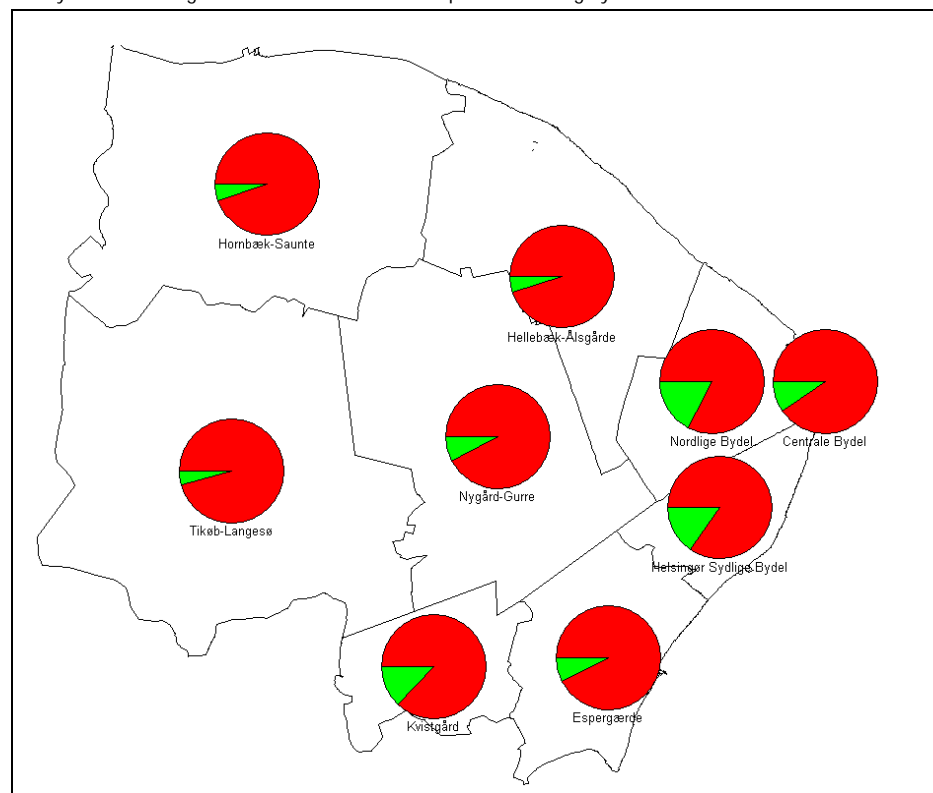 Hornbæk-Saunte
Hellebæk-Ålsgårde
Nordlige Bydel
Centrale Bydel
Nygård-Gurre
Tikøb-Langesø
Helsingør Sydlige Bydel
Espergærde
Kvistgård